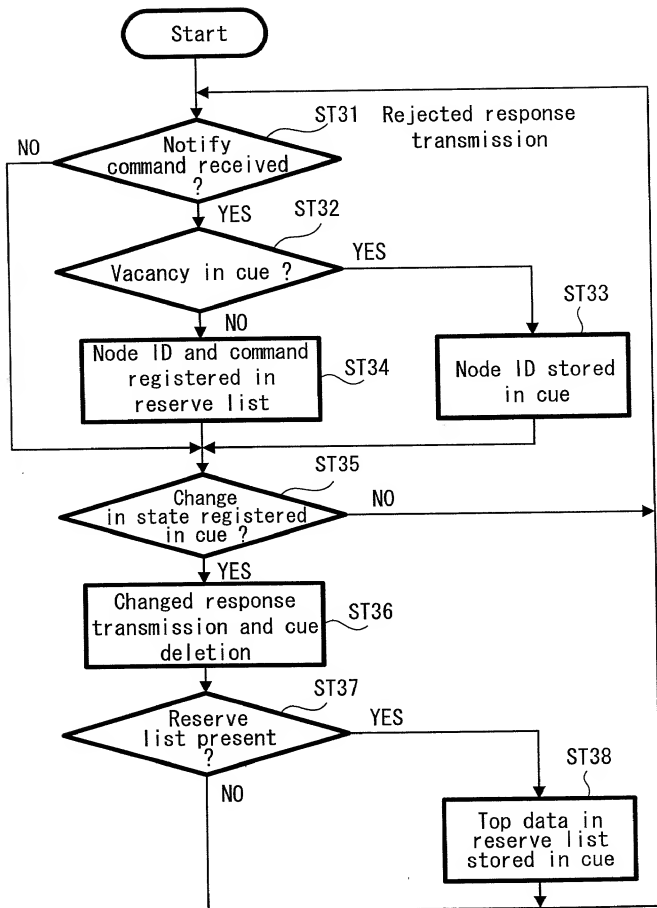 Start
ST31
Rejected response
transmission
NO
Notify
command received
?
YES
ST32
Vacancy in cue ?
YES
NO
ST33
Node ID and command
registered in
reserve list
ST34
Node ID stored
in cue
ST35
Change
in state registered
in cue ?
NO
YES
Changed response
transmission and cue
deletion
ST36
ST37
Reserve
list present
?
YES
NO
ST38
Top data in
reserve list
stored in cue